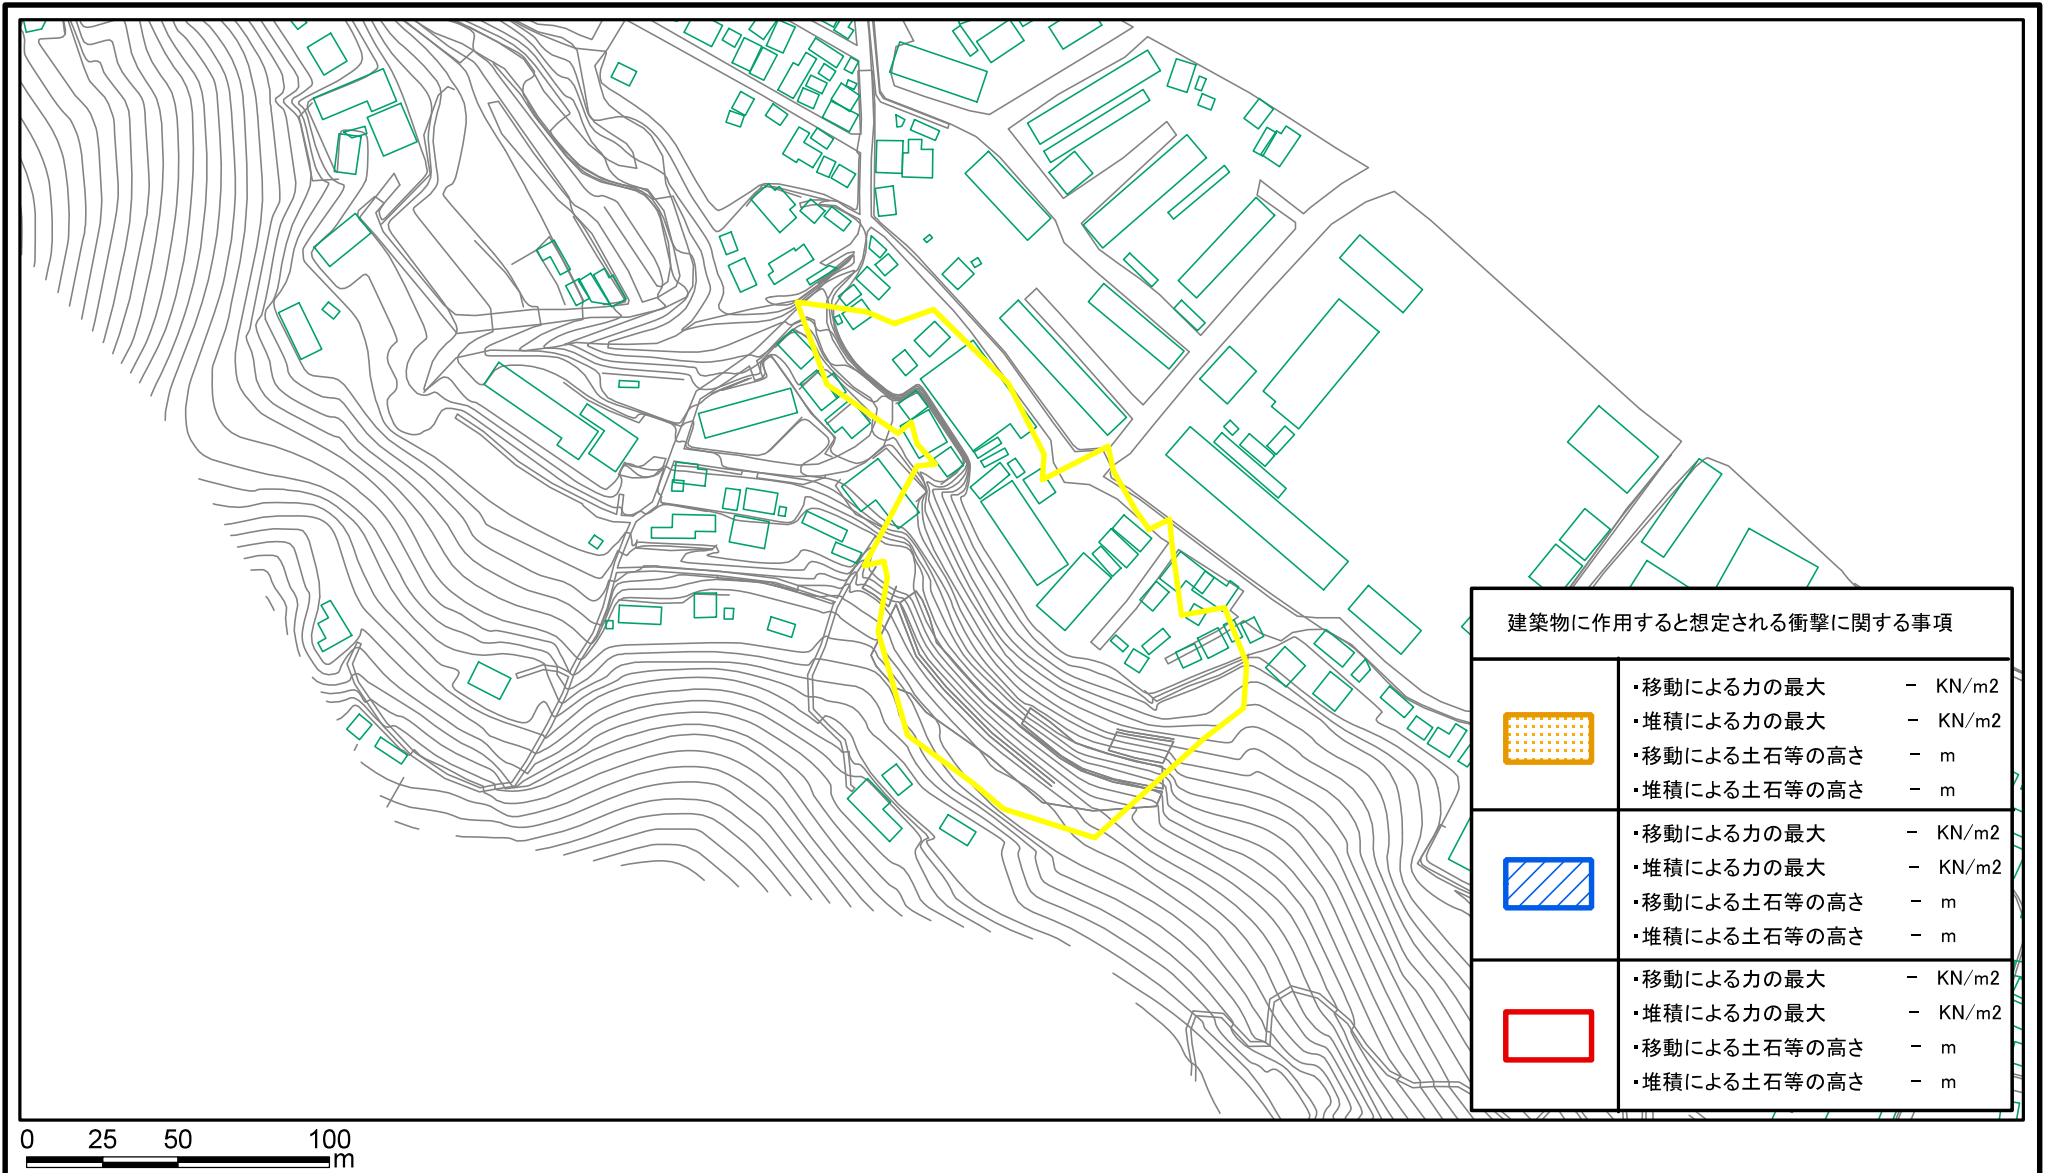 建築物に作用すると想定される衝撃に関する事項
・移動による力の最大 － KN/m2
・堆積による力の最大 － KN/m2
・移動による土石等の高さ － m
・堆積による土石等の高さ － m
・移動による力の最大 － KN/m2
・堆積による力の最大 － KN/m2
・移動による土石等の高さ － m
・堆積による土石等の高さ － m
・移動による力の最大 － KN/m2
・堆積による力の最大 － KN/m2
・移動による土石等の高さ － m
・堆積による土石等の高さ － m
0 25 50 100
m